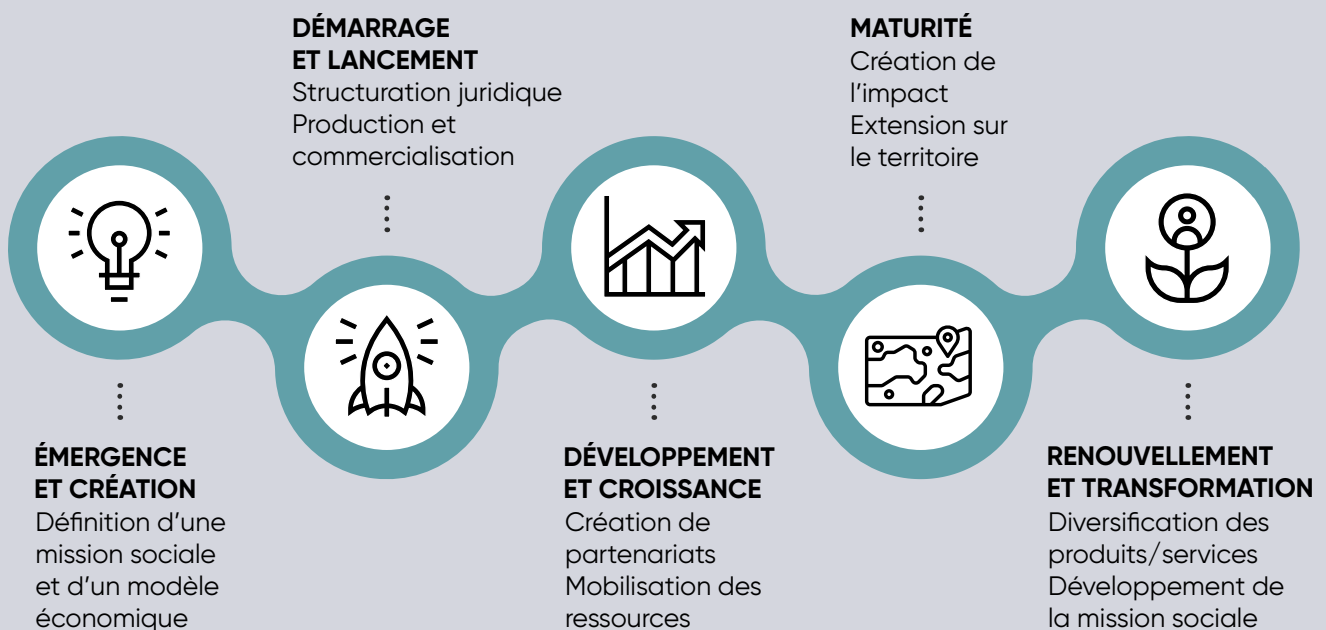 DÉMARRAGE
ET LANCEMENT
Structuration juridique
Production et
commercialisation
MATURITÉ
Création de
l'impact
Extension sur
le territoire
ÉMERGENCE
ET CRÉATION
Définition d'une
mission sociale
et d'un modèle
économique
DÉVELOPPEMENT
ET CROISSANCE
Création de
partenariats
Mobilisation des
ressources
RENOUVELLEMENT
ET TRANSFORMATION
Diversification des
produits/services
Développement de
la mission sociale